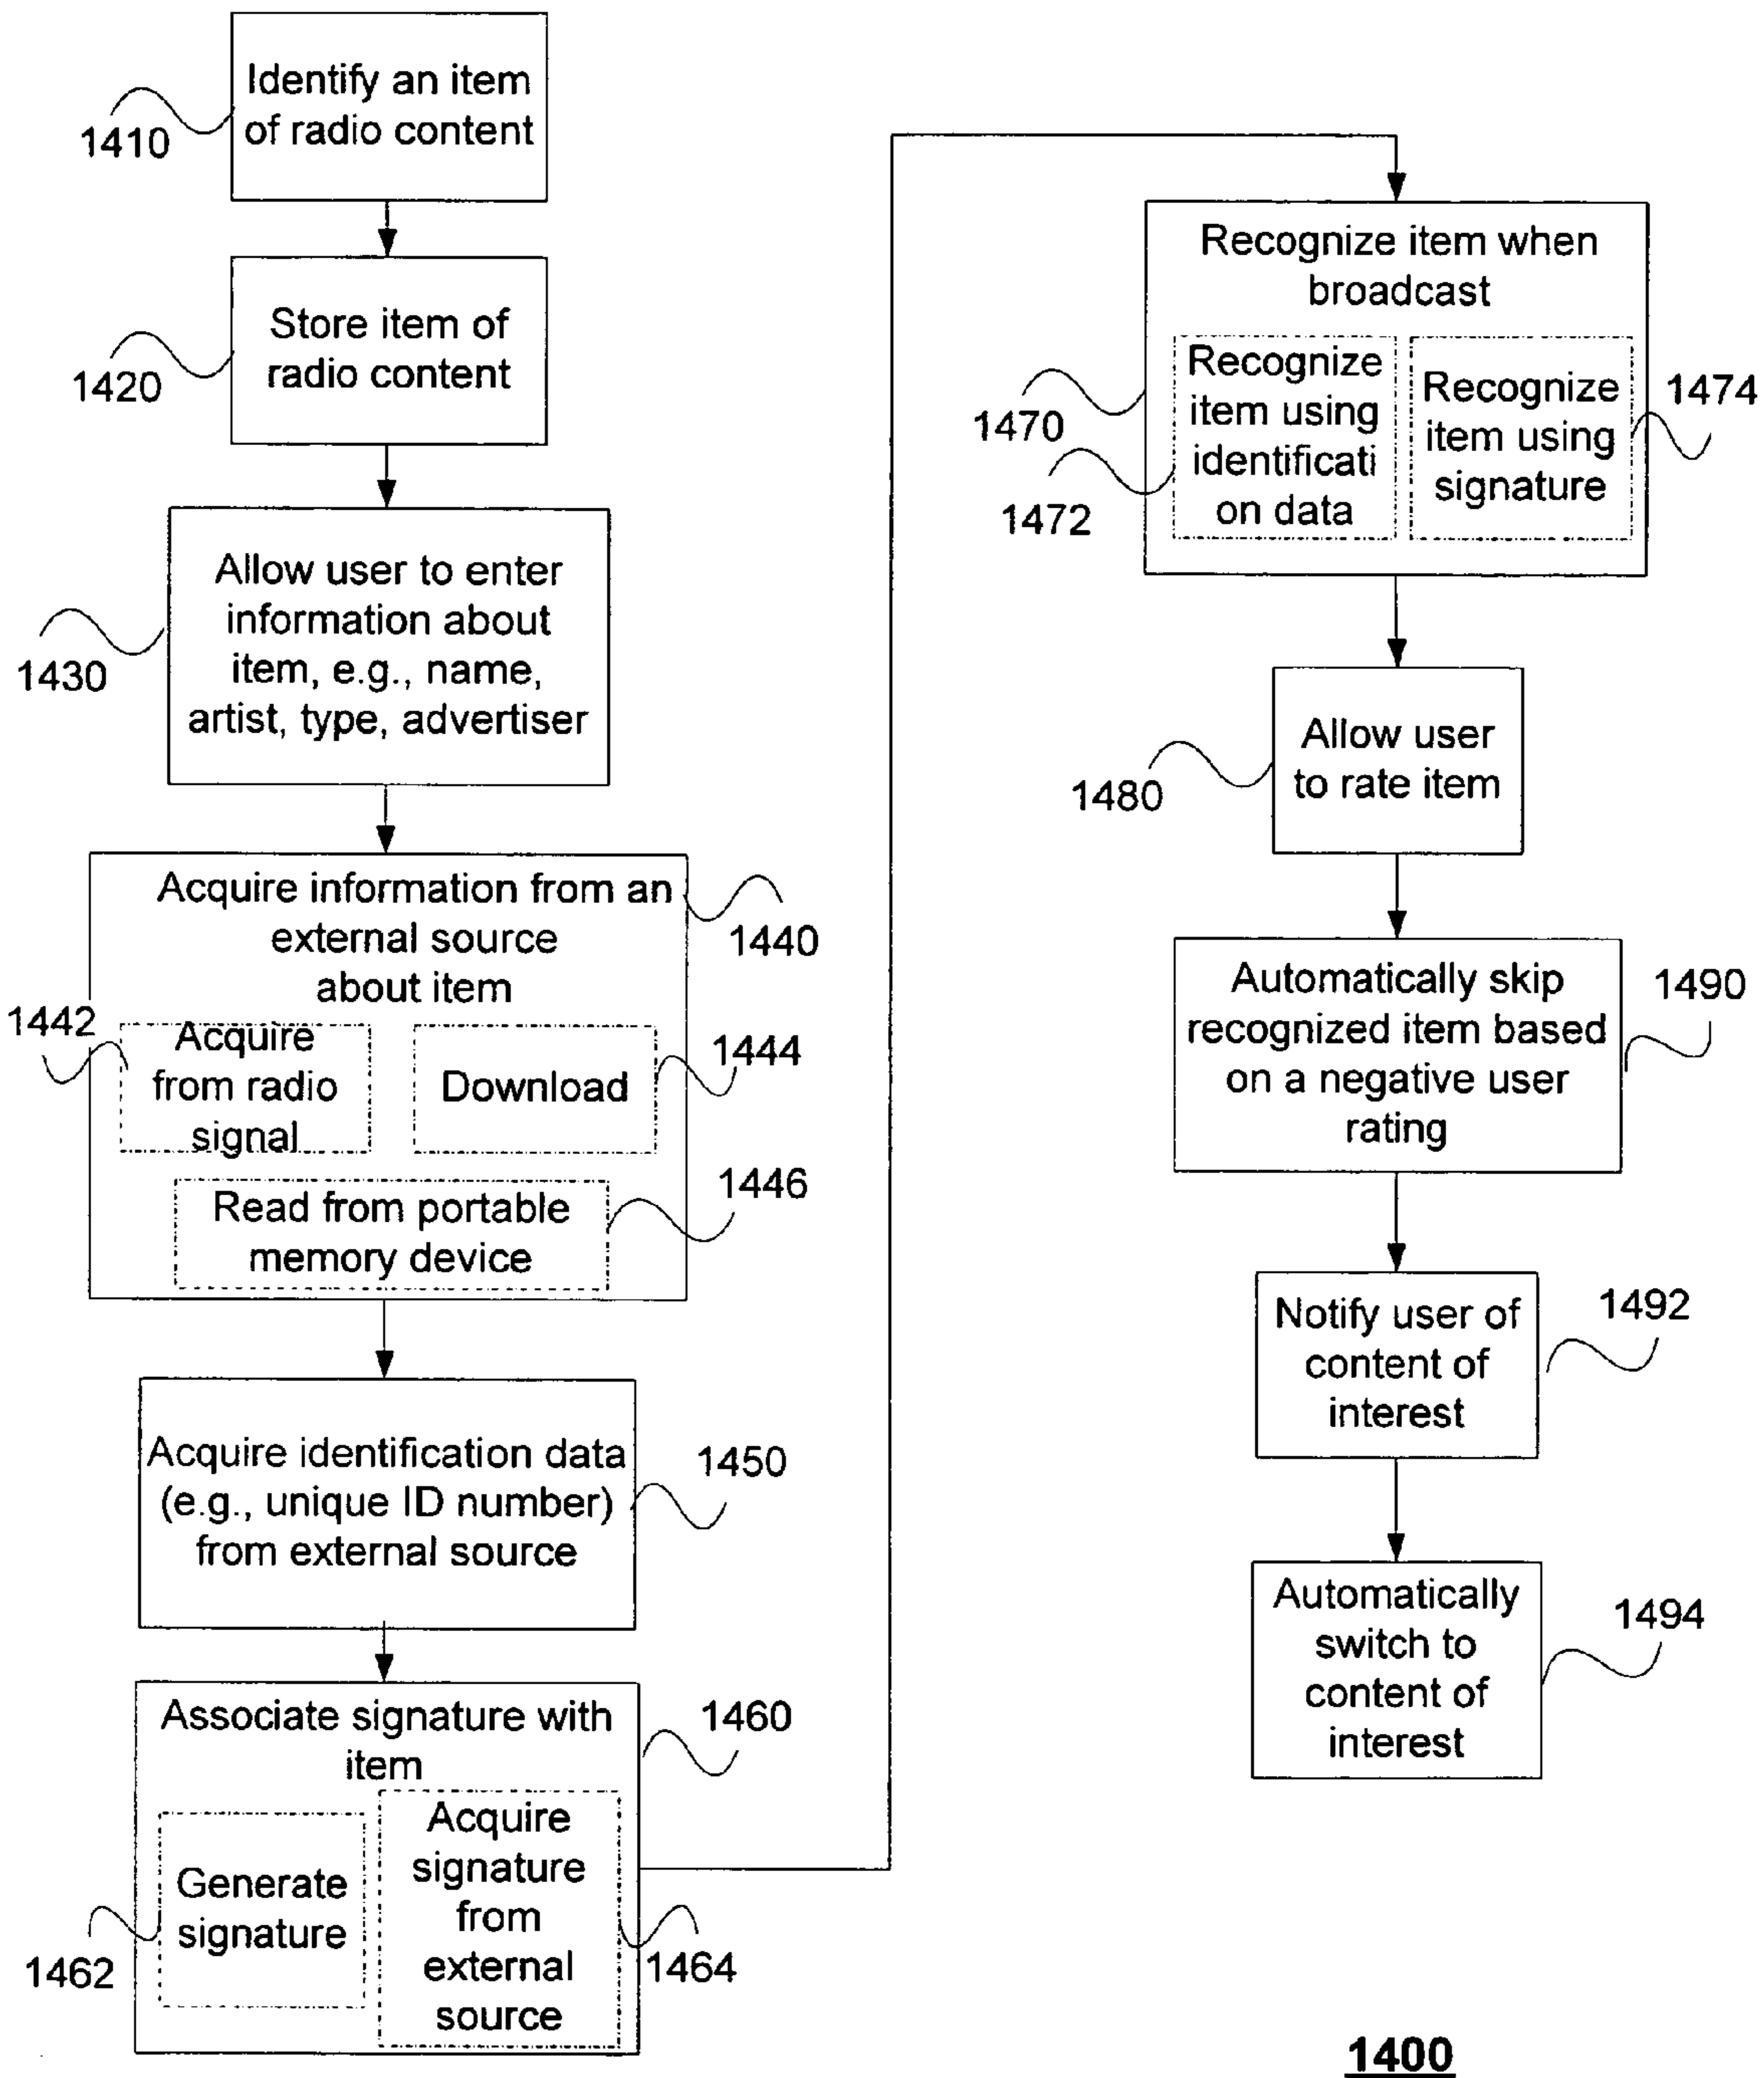 Identify an item
of radio content
1410
Store item of
radio content
1420
Allow user to enter
information about
item, e.g., name,
artist, type, advertiser
1430
Acquire information from an
external source
about item
1440
1442
Acquire
from radio
signal
Download
1444
Read from portable
memory device
1446
Acquire identification data
(e.g., unique ID number)
from external source
1450
Associate signature with
item
1460
Generate
signature
1462
Acquire
signature
from
external
source
1464
Recognize item when
broadcast
1470
Recognize
item using
identificati
on data
1472
Recognize
item using
signature
1474
Allow user
to rate item
1480
Automatically skip
recognized item based
on a negative user
rating
1490
Notify user of
content of
interest
1492
Automatically
switch to
content of
interest
1494
1400